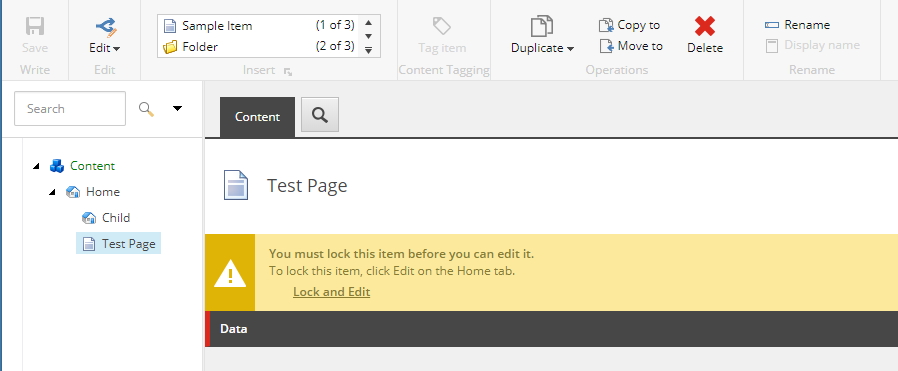 Save
Write
Edit
Edit
Sample Item (1 of 3)
Folder (2 of 3)
Insert
Tag item
Content Tagging
Duplicate
Copy to
Move to
Delete
Operations
Rename
Display name
Rename
Search
Content
Home
Child
Test Page
Content
Test Page
You must lock this item before you can edit it.
To lock this item, click Edit on the Home tab.
Lock and Edit
Data